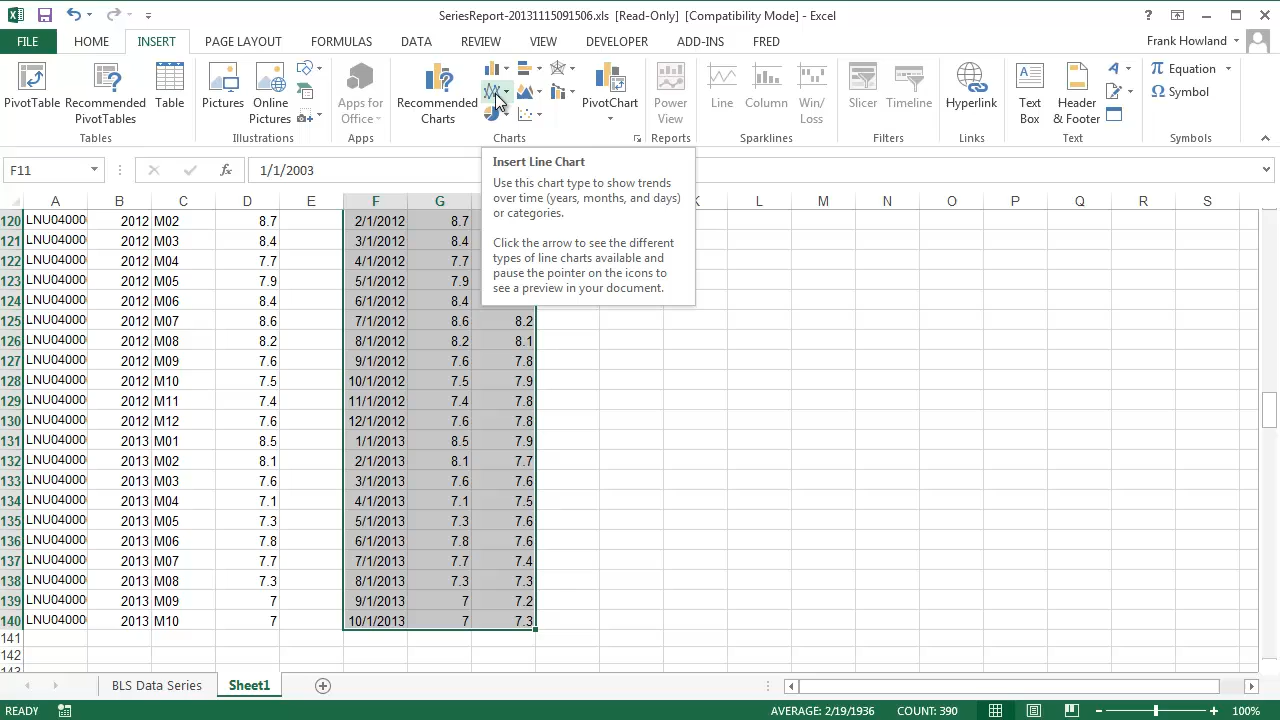 SeriesReport-20131115091506.xls [Read-Only] [Compatibility Mode] - Excel
FILE HOME INSERT PAGE LAYOUT FORMULAS DATA REVIEW VIEW DEVELOPER ADD-INS FRED Frank Howland
PivotTable Recommended PivotTables Table
Tables
Pictures Online Pictures
Illustrations
Apps for Office
Apps
Recommended Charts PivotChart
Charts
Power View
Reports
Line Column Win/Loss
Sparklines
Slicer Timeline
Filters
Hyperlink
Links
Text Box Header & Footer
Text
Equation
Symbol
Symbols
F11 fx 1/1/2003
Insert Line Chart
Use this chart type to show trends
over time (years, months, and days)
or categories.
Click the arrow to see the different
types of line charts available and
pause the pointer on the icons to
see a preview in your document.
A B C D E F G K L M N O P Q R S
120 LNU04000 2012 M02 8.7 2/1/2012 8.7
121 LNU04000 2012 M03 8.4 3/1/2012 8.4
122 LNU04000 2012 M04 7.7 4/1/2012 7.7
123 LNU04000 2012 M05 7.9 5/1/2012 7.9
124 LNU04000 2012 M06 8.4 6/1/2012 8.4
125 LNU04000 2012 M07 8.6 7/1/2012 8.6 8.2
126 LNU04000 2012 M08 8.2 8/1/2012 8.2 8.1
127 LNU04000 2012 M09 7.6 9/1/2012 7.6 7.8
128 LNU04000 2012 M10 7.5 10/1/2012 7.5 7.9
129 LNU04000 2012 M11 7.4 11/1/2012 7.4 7.8
130 LNU04000 2012 M12 7.6 12/1/2012 7.6 7.8
131 LNU04000 2013 M01 8.5 1/1/2013 8.5 7.9
132 LNU04000 2013 M02 8.1 2/1/2013 8.1 7.7
133 LNU04000 2013 M03 7.6 3/1/2013 7.6 7.6
134 LNU04000 2013 M04 7.1 4/1/2013 7.1 7.5
135 LNU04000 2013 M05 7.3 5/1/2013 7.3 7.6
136 LNU04000 2013 M06 7.8 6/1/2013 7.8 7.6
137 LNU04000 2013 M07 7.7 7/1/2013 7.7 7.4
138 LNU04000 2013 M08 7.3 8/1/2013 7.3 7.3
139 LNU04000 2013 M09 7 9/1/2013 7 7.2
140 LNU04000 2013 M10 7 10/1/2013 7 7.3
141
142
143
BLS Data Series Sheet1
READY AVERAGE: 2/19/1936 COUNT: 390 100%